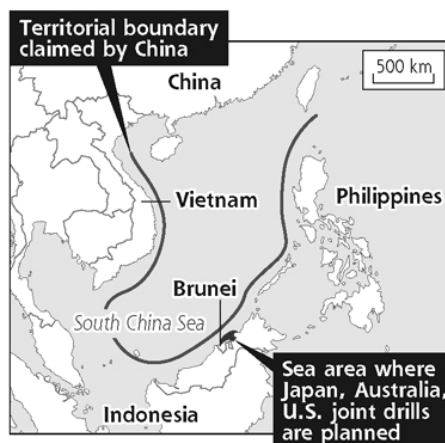 Territorial boundary
claimed by China
China
500 km
Vietnam
Philippines
Brunei
South China Sea
Sea area where
Japan, Australia,
U.S. joint drills
are planned
Indonesia